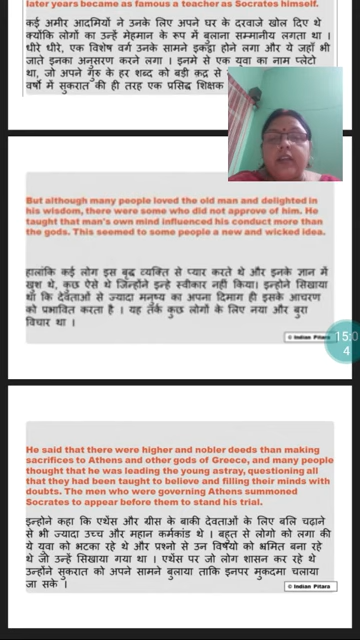 later years became as famous a teacher as Socrates himself.
कई अमीर आदमियों ने उनके लिए अपने घर के दरवाजे खोल दिए थे
क्योंकि लोगों का उन्हें मेहमान के रूप में बुलाना सम्मानीय लगता था ।
धीरे धीरे, एक विशेष वर्ग उनके सामने इकट्ठा होने लगा और ये जहाँ भी
जाते इनका अनुसरण करने लगा । इनमे से एक युवा का नाम प्लेटो
था, जो अपने गुरु के हर शब्द को बड़ी क़द्र से
वर्षों में सुकरात की ही तरह एक प्रसिद्ध शिक्षक
But although many people loved the old man and delighted in
his wisdom, there were some who did not approve of him. He
taught that man's own mind influenced his conduct more than
the gods. This seemed to some people a new and wicked idea.
हालांकि कई लोग इस बृद्ध व्यक्ति से प्यार करते थे और इनके ज्ञान में
खुश थे, कुछ ऐसे थे जिन्होंने इन्हे स्वीकार नहीं किया। इन्होने सिखाया
था कि देवताओं से ज्यादा मनुष्य का अपना दिमाग ही इसके आचरण
को प्रभावित करता है । यह तर्क कुछ लोगों के लिए नया और बुरा
विचार था ।
© Indian Pitara
15:0
4
He said that there were higher and nobler deeds than making
sacrifices to Athens and other gods of Greece, and many people
thought that he was leading the young astray, questioning all
that they had been taught to believe and filling their minds with
doubts. The men who were governing Athens summoned
Socrates to appear before them to stand his trial.
इन्होने कहा कि एथेंस और ग्रीस के बाकी देवताओं के लिए बलि चढ़ाने
से भी ज्यादा उच्च और महान कर्मकांड थे । बहुत से लोगो को लगा की
ये युवा को भटका रहे थे और प्रश्नो से उन विषयों को भ्रमित बना रहे
थे जो उन्हें सिखाया गया था । एथेंस पर जो लोग शासन कर रहे थे
उन्होंने सुकरात को अपने सामने बुलाया ताकि इनपर मुकदमा चलाया
जा सके ।
© Indian Pitara